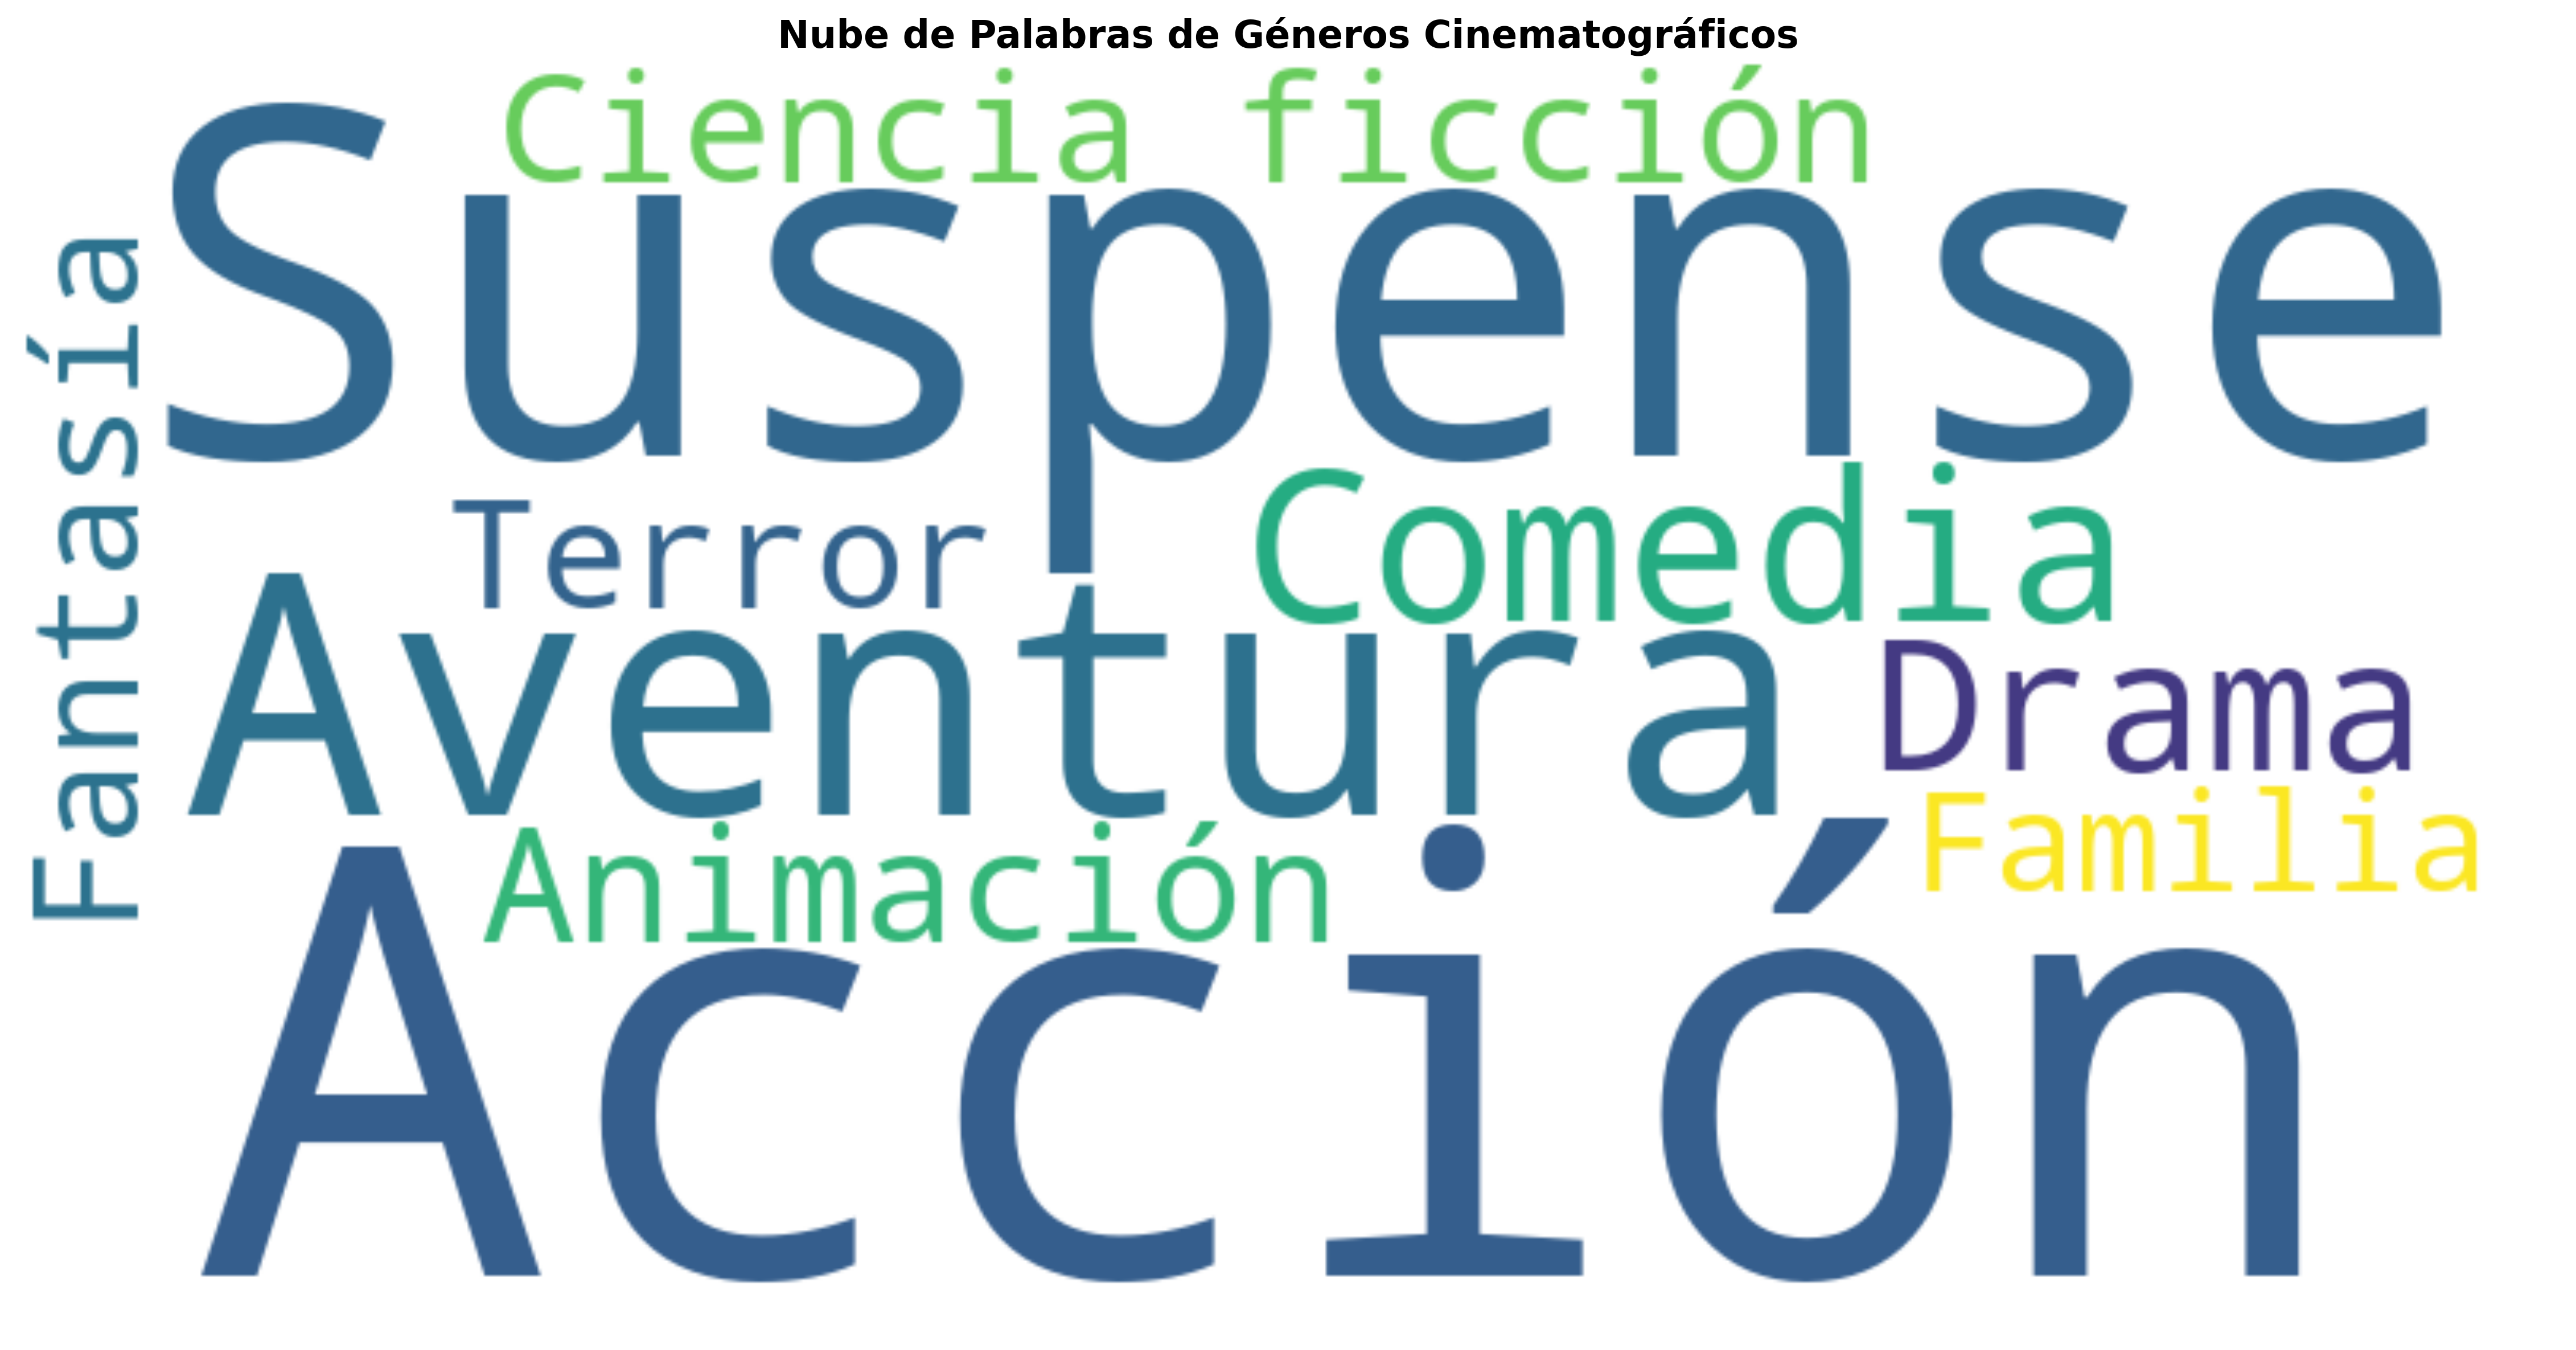 Nube de Palabras de Géneros Cinematográficos
Ciencia ficción
Suspense
Fantasía
Terror
Comedia
Aventura
Drama
Familia
Animación
Acción